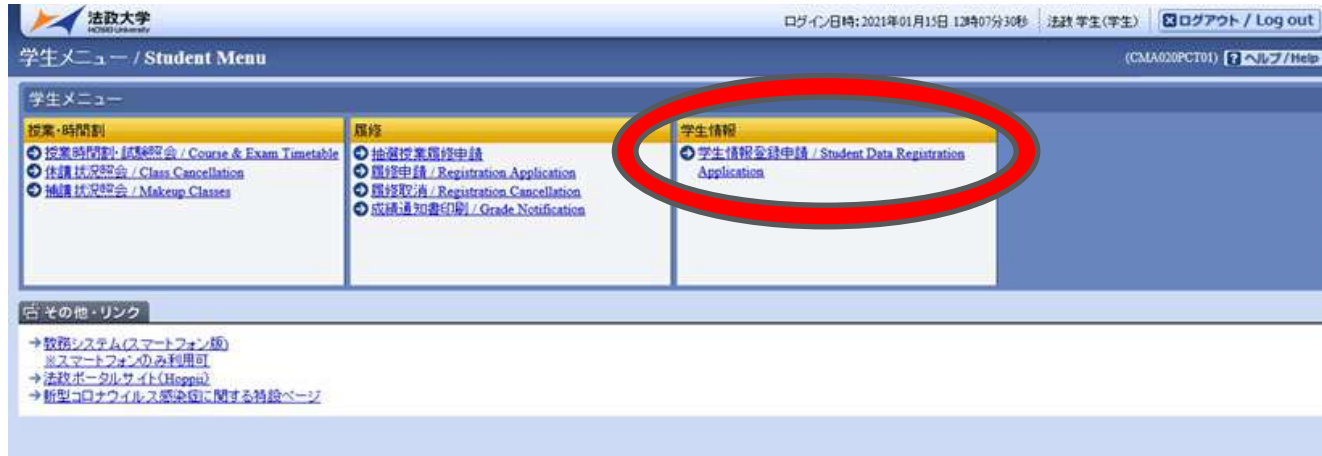 法政大学
HOSEI University
ログイン日時:2021年01月15日 12時07分30秒 法政 学生(学生) ログアウト / Log out
学生メニュー / Student Menu
(CMA020PCT01) ヘルプ/Help
学生メニュー
授業・時間割
授業時間割・試験照会 / Course & Exam Timetable
休講状況照会 / Class Cancellation
補講状況照会 / Makeup Classes
履修
抽選授業履修申請
履修申請 / Registration Application
履修取消 / Registration Cancellation
成績通知書印刷 / Grade Notification
学生情報
学生情報登録申請 / Student Data Registration
Application
その他・リンク
教務システム(スマートフォン版)
※スマートフォンのみ利用可
法政ポータルサイト(Hoppii)
新型コロナウイルス感染症に関する特設ページ